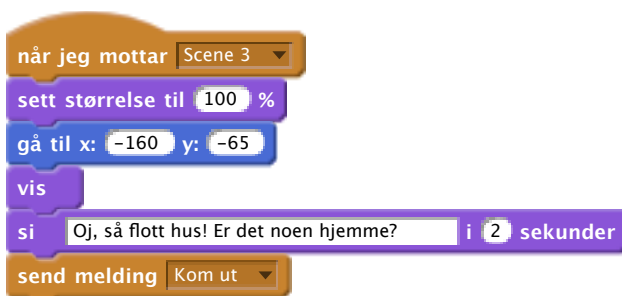 når jeg mottar Scene 3
sett størrelse til 100 %
gå til x: -160 y: -65
vis
si Oj, så flott hus! Er det noen hjemme? i 2 sekunder
send melding Kom ut